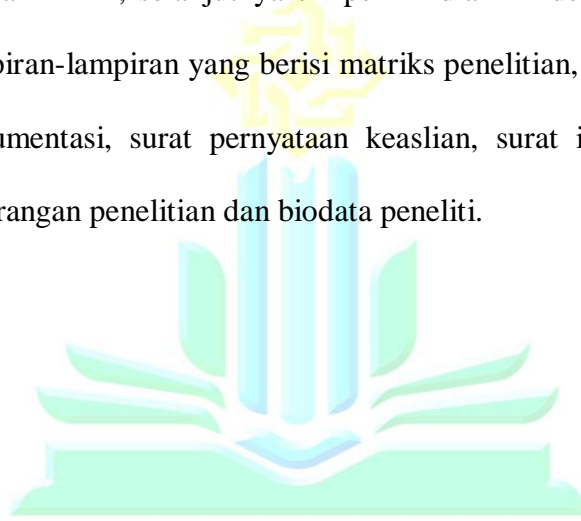 piran-lampiran yang berisi matriks penelitian,
umentasi, surat pernyataan keaslian, surat i
rangan penelitian dan biodata peneliti.